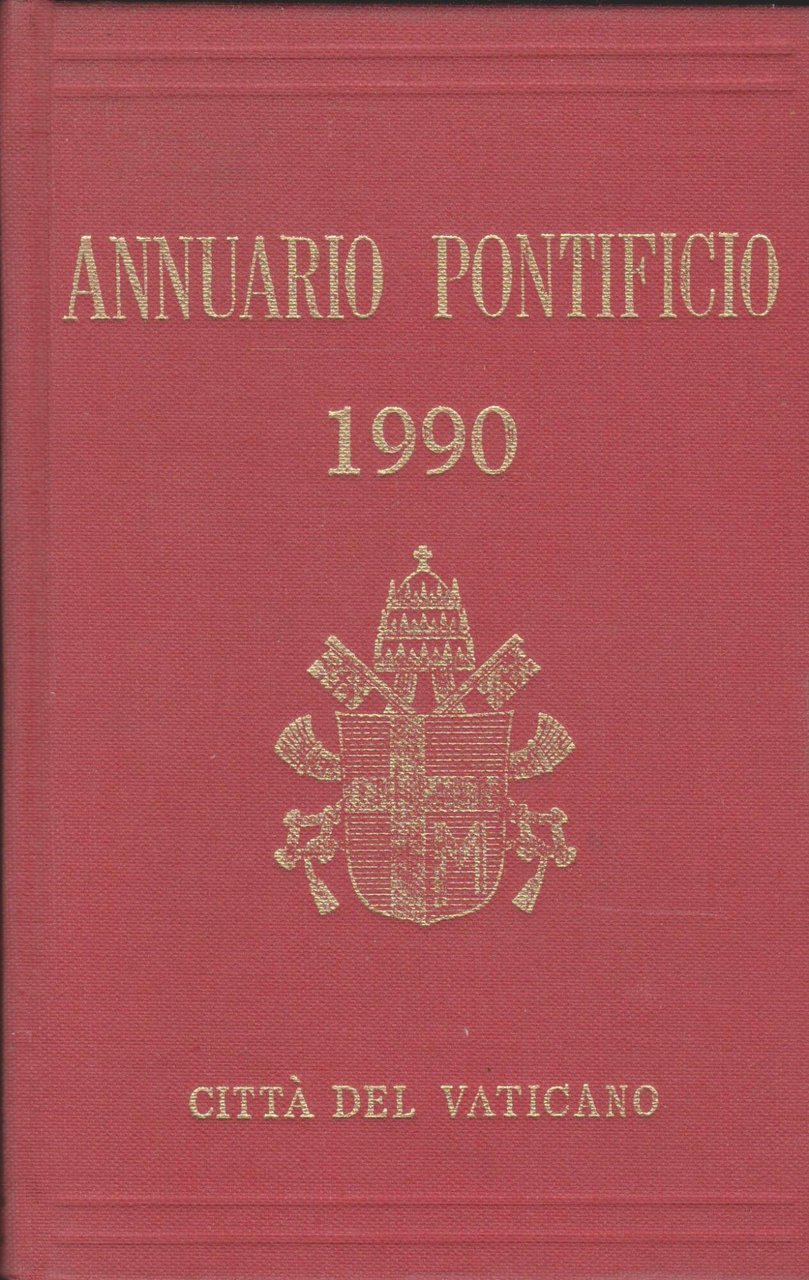 ANNUARIO PONTIFICIO
1990
M
CITTÀ DEL VATICANO